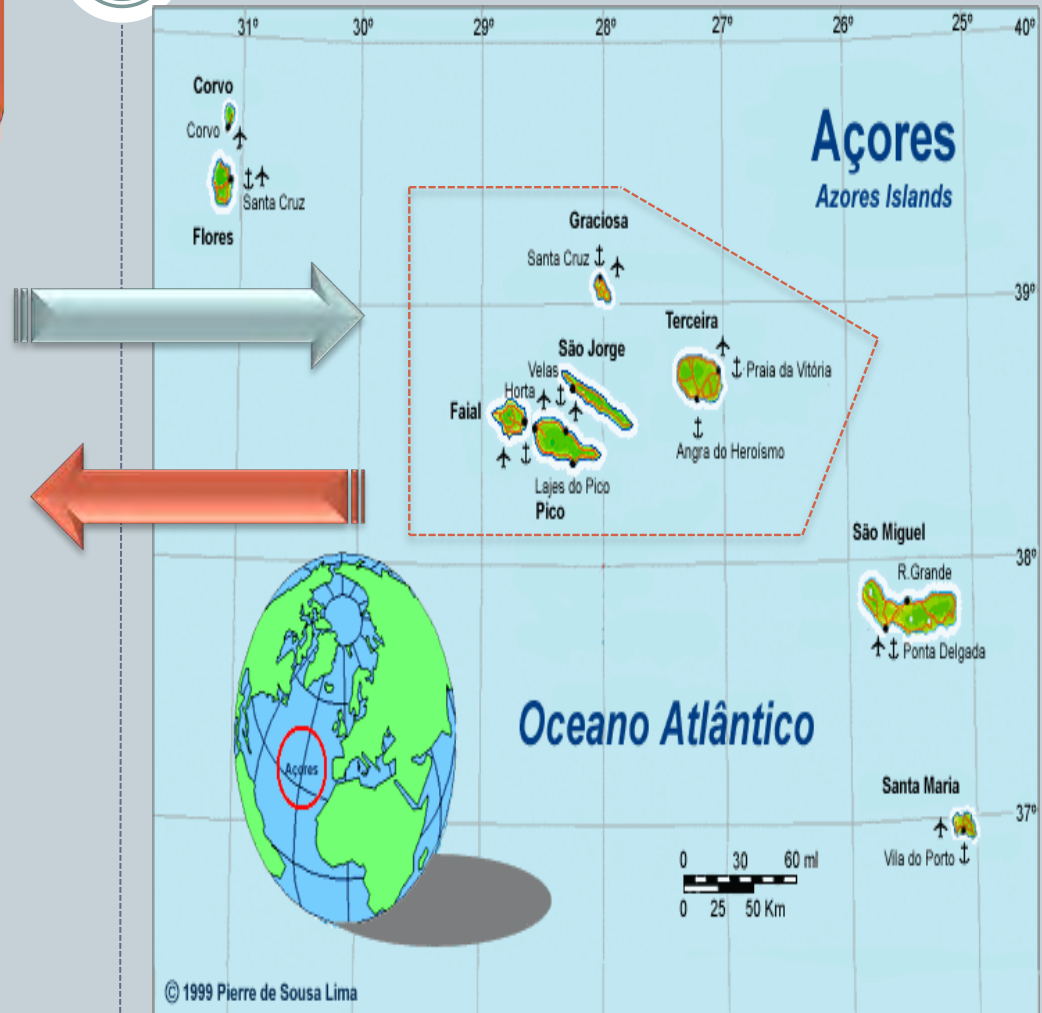 31º 30º 29º 28º 27º 26º 25º 40º
Corvo
Corvo
Santa Cruz
Flores
Açores
Azores Islands
Graciosa
Santa Cruz
39º
Terceira
São Jorge
Velas
Praia da Vitória
Horta
Faial
Angra do Heroísmo
Lajes do Pico
Pico
São Miguel
38º
R.Grande
Ponta Delgada
Oceano Atlântico
Açores
Santa Maria
37º
Vila do Porto
0 30 60 ml
0 25 50 Km
© 1999 Pierre de Sousa Lima